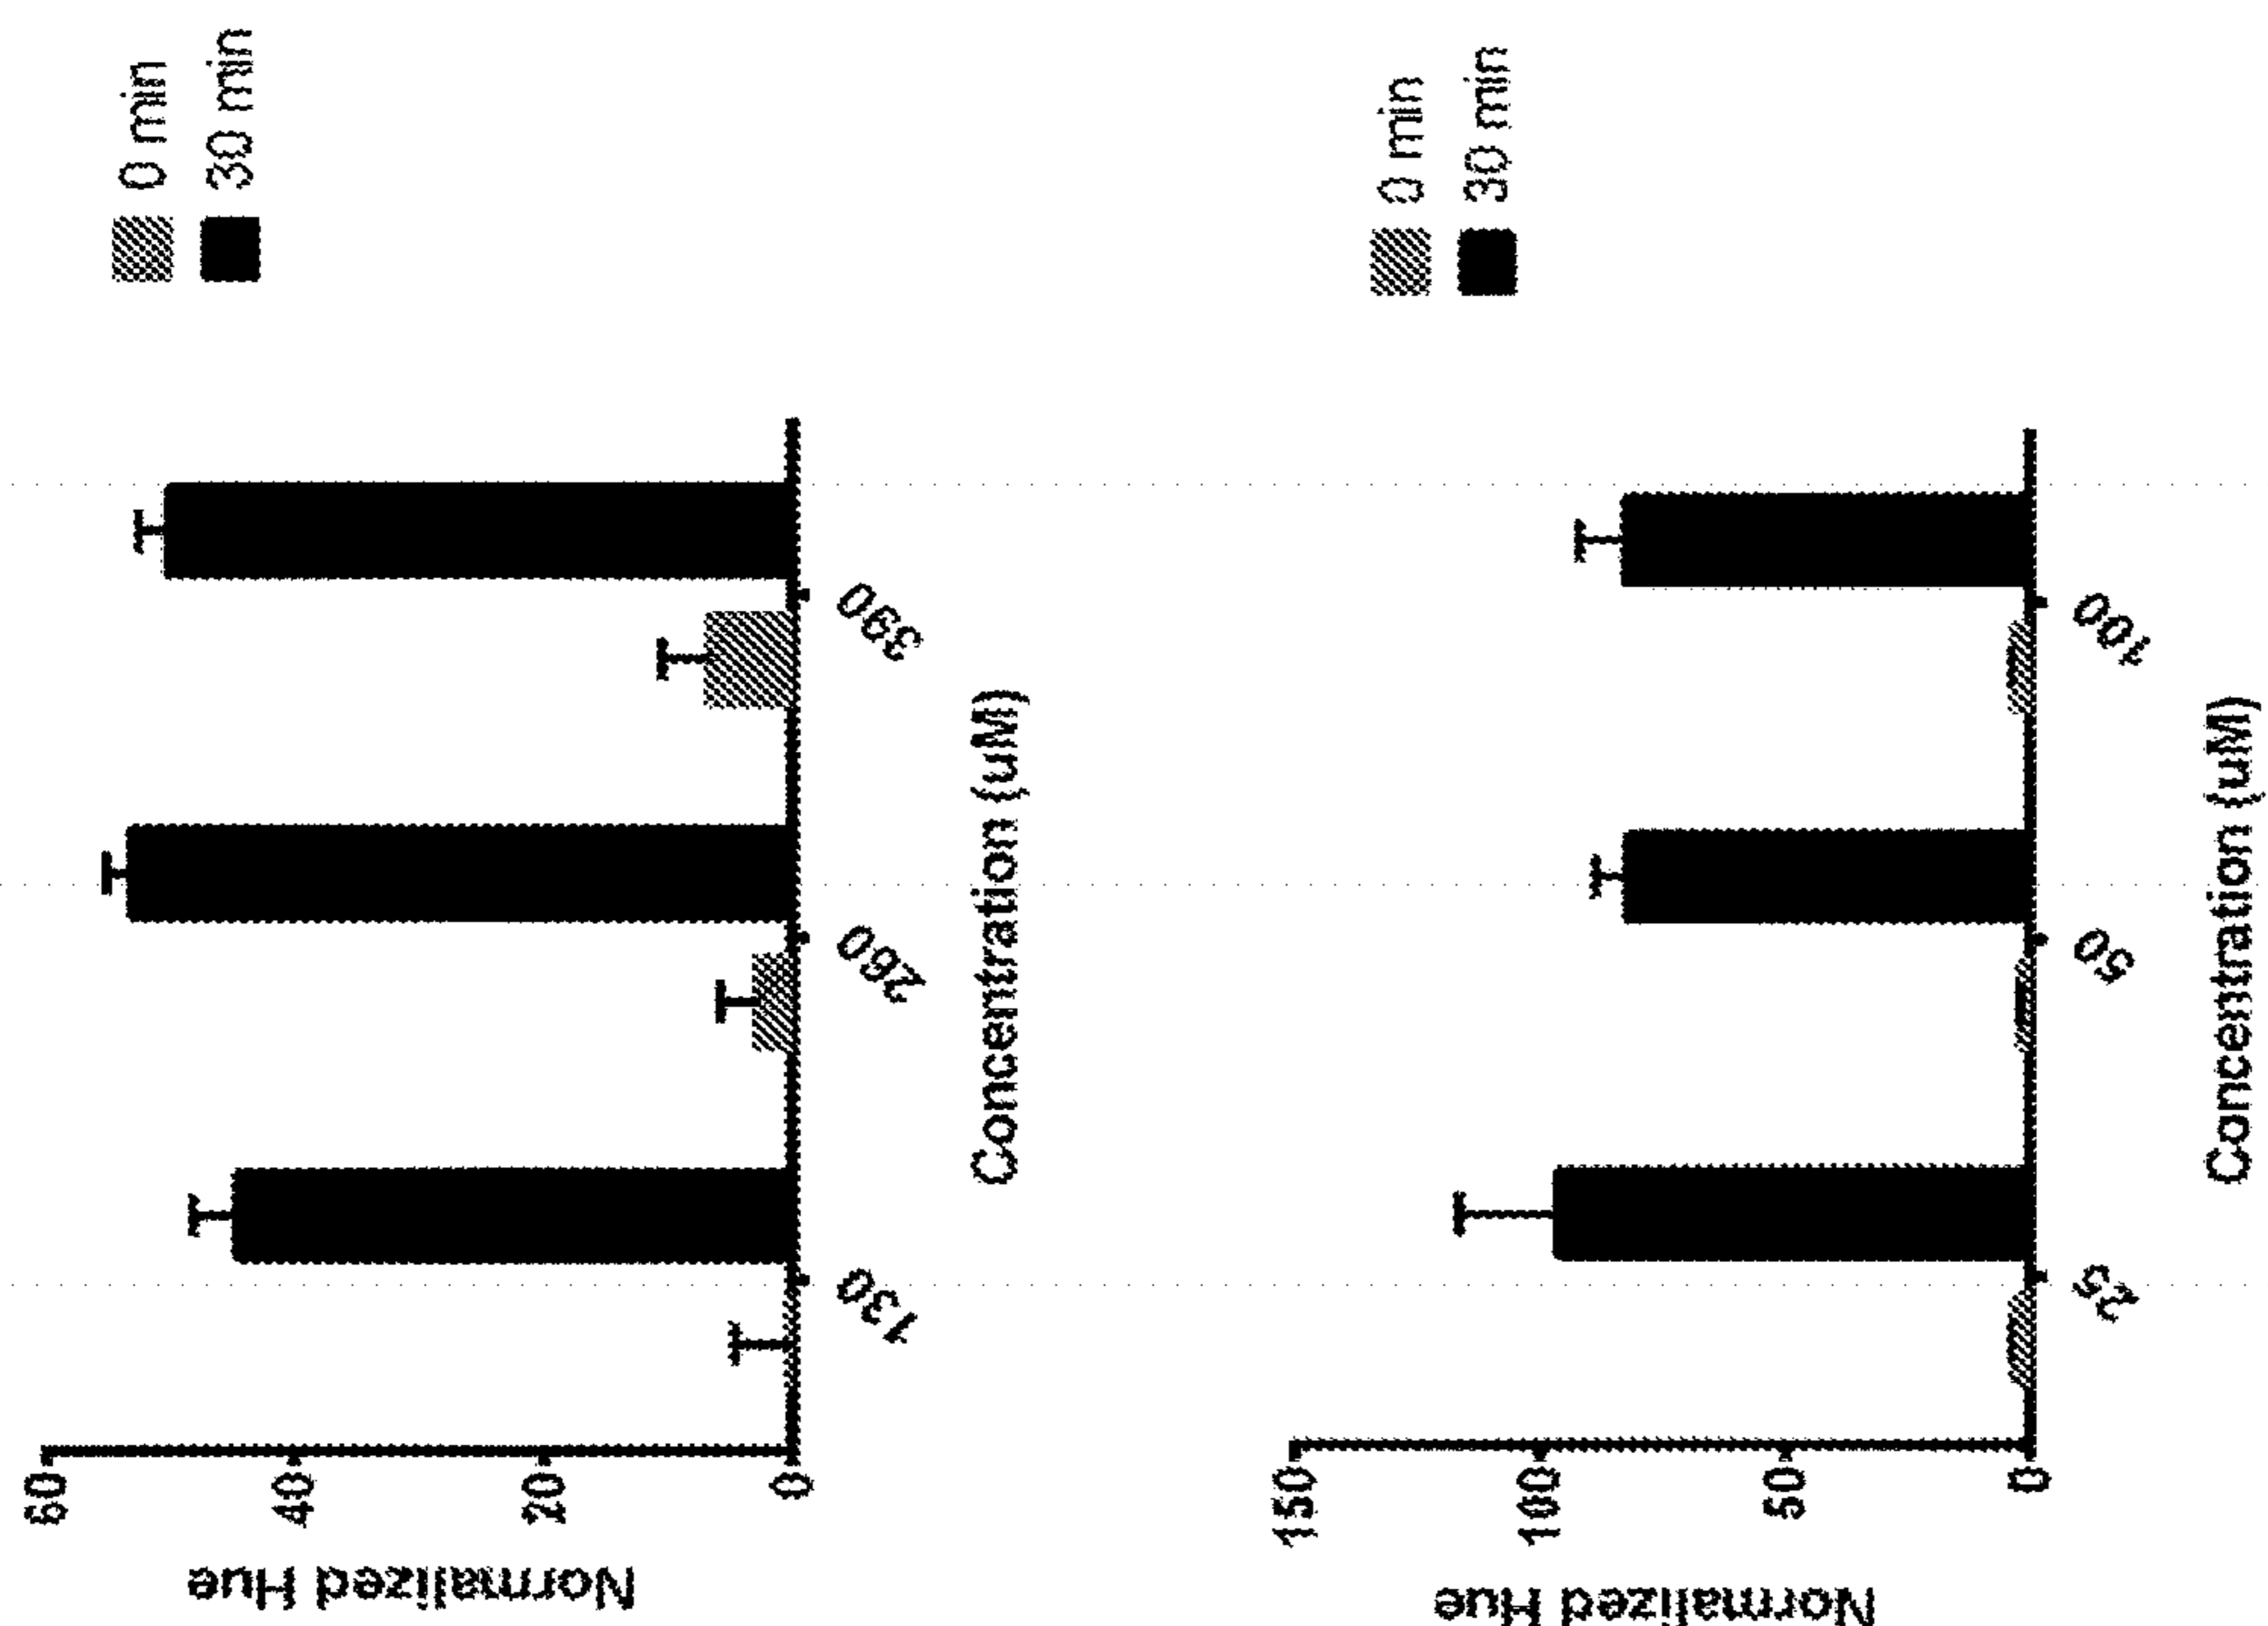 0 min
30 min
Normalized Hue
60
40
20
0
130
260
390
Concentration (uM)
0 min
30 min
Normalized Hue
150
100
50
0
25
50
100
Concentration (uM)